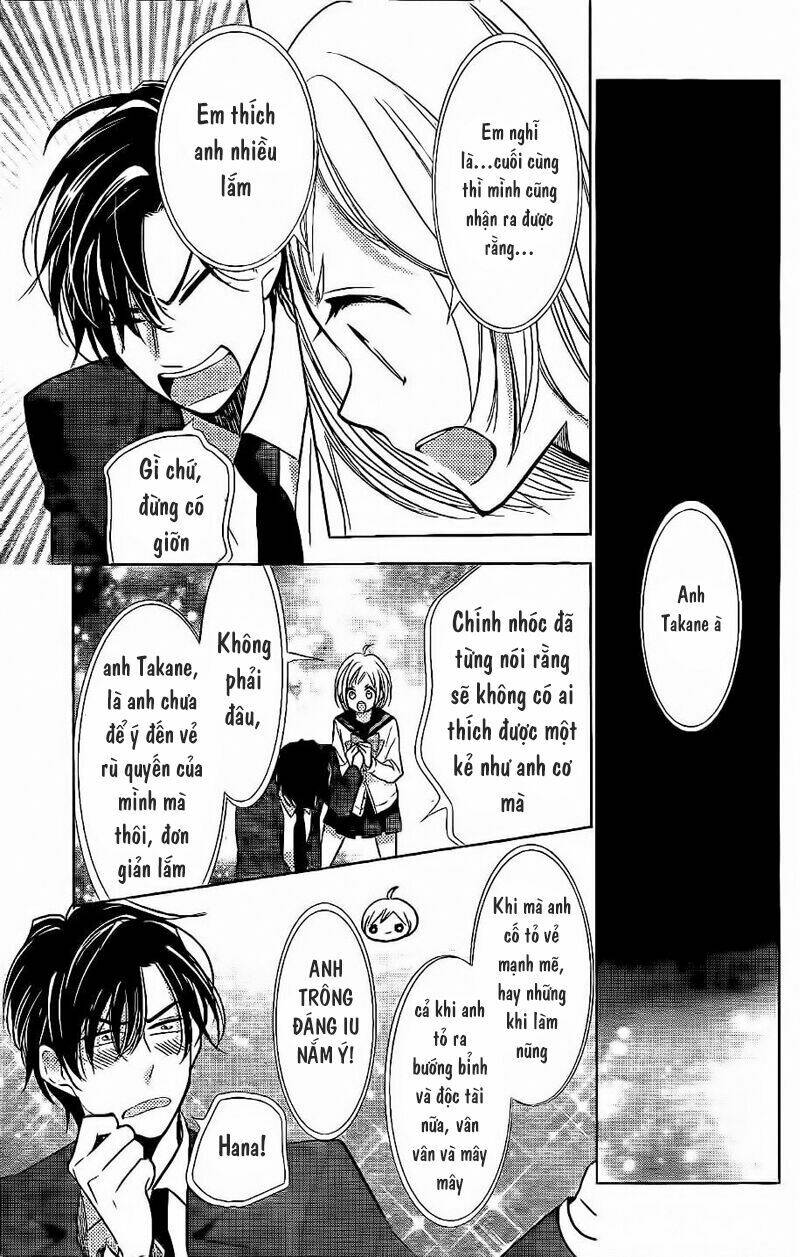 Anh
Takane à
Em nghĩ
là...cuối cùng
thì mình cũng
nhận ra được
rằng...
Em thích
anh nhiều
lắm
Gì chứ,
đừng có
giỡn
Chính nhóc đã
từng nói rằng
sẽ không có ai
thích được một
kẻ như anh cơ
mà
Không
phải
đâu,
anh Takane,
là anh chưa
để ý đến vẻ
rù quyến của
mình mà
thôi, đơn
giản lắm
Khi mà anh
cố tỏ vẻ
mạnh mẽ,
hay những
khi làm
nũng
cả khi anh
tỏ ra
bướng bỉnh
và độc tài
nữa, vân
vân và mây
mây
ANH
TRÔNG
ĐÁNG IU
NẮM Ý!
Hana!